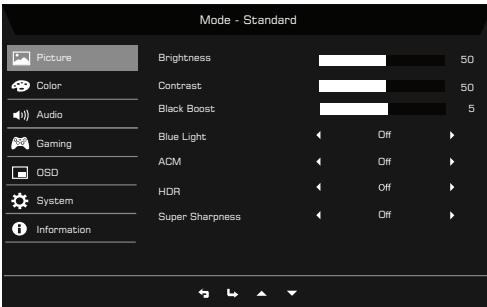 Mode - Standard
Picture
Color
Audio
Gaming
OSD
System
Information
Brightness 50
Contrast 50
Black Boost 5
Blue Light Off
ACM Off
HDR Off
Super Sharpness Off